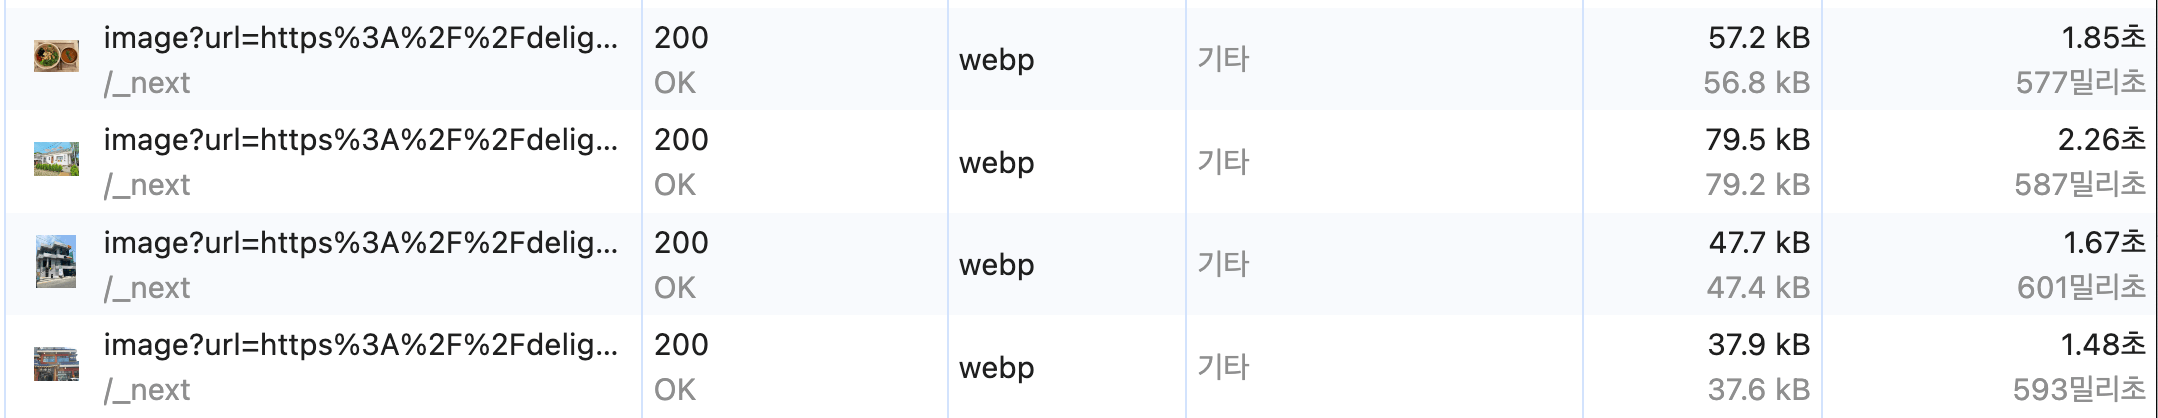 image?url=https%3A%2F%2Fdelig... 200 webp 기타 57.2 kB 1.85초
/_next OK 56.8 kB 577밀리초
image?url=https%3A%2F%2Fdelig... 200 webp 기타 79.5 kB 2.26초
/_next OK 79.2 kB 587밀리초
image?url=https%3A%2F%2Fdelig... 200 webp 기타 47.7 kB 1.67초
/_next OK 47.4 kB 601밀리초
image?url=https%3A%2F%2Fdelig... 200 webp 기타 37.9 kB 1.48초
/_next OK 37.6 kB 593밀리초